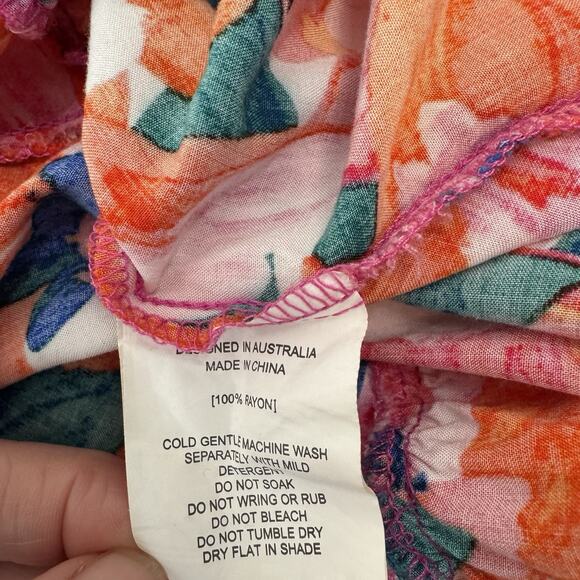 DESIGNED IN AUSTRALIA
MADE IN CHINA
[100% RAYON]
COLD GENTLE MACHINE WASH
SEPARATELY WITH MILD
DETERGENT
DO NOT SOAK
DO NOT WRING OR RUB
DO NOT BLEACH
DO NOT TUMBLE DRY
DRY FLAT IN SHADE